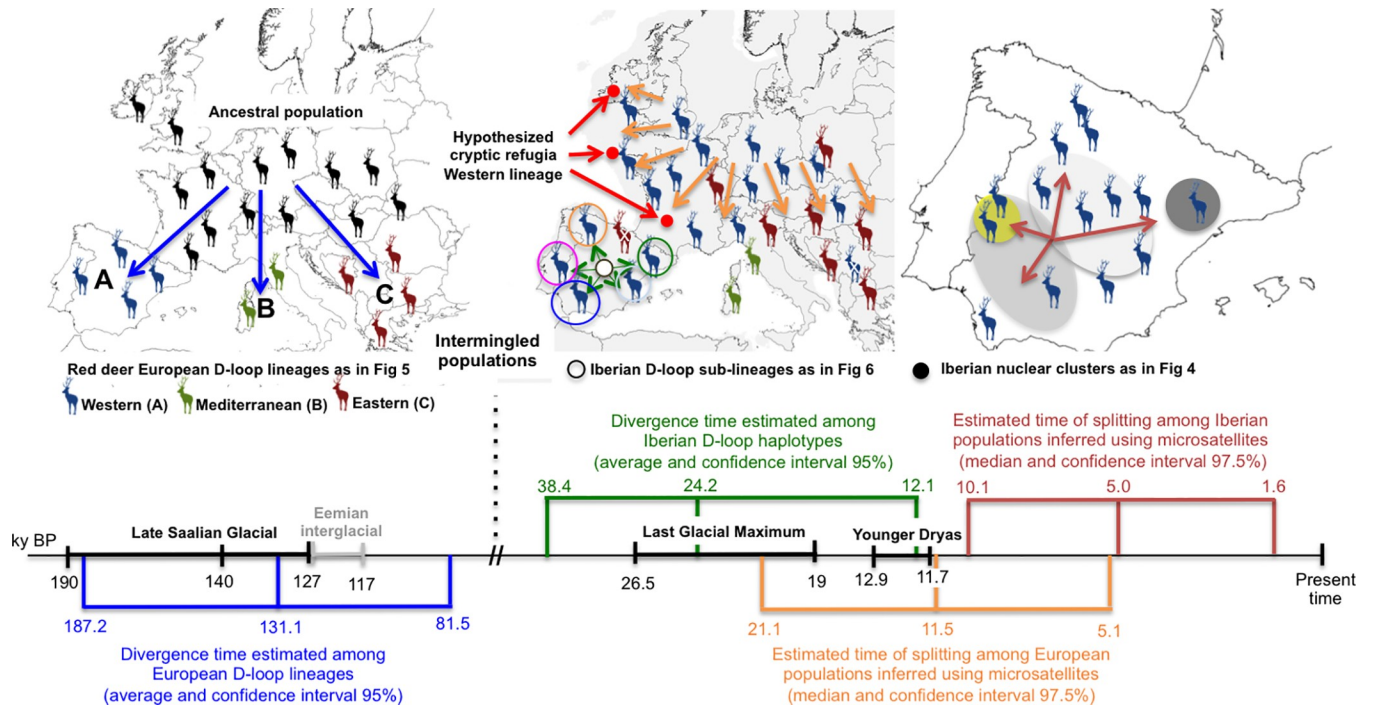 Ancestral population
A
B
C
Red deer European D-loop lineages as in Fig 5
Western (A)
Mediterranean (B)
Eastern (C)
Hypothesized
cryptic refugia
Western lineage
Intermingled
populations
Iberian D-loop sub-lineages as in Fig 6
Iberian nuclear clusters as in Fig 4
Divergence time estimated among
Iberian D-loop haplotypes
(average and confidence interval 95%)
38.4
24.2
12.1
Estimated time of splitting among Iberian
populations inferred using microsatellites
(median and confidence interval 97.5%)
10.1
5.0
1.6
ky BP
Late Saalian Glacial
Eemian
interglacial
Last Glacial Maximum
Younger Dryas
190
140
127
117
26.5
19
12.9
11.7
Present
time
187.2
131.1
81.5
Divergence time estimated among
European D-loop lineages
(average and confidence interval 95%)
21.1
11.5
5.1
Estimated time of splitting among European
populations inferred using microsatellites
(median and confidence interval 97.5%)